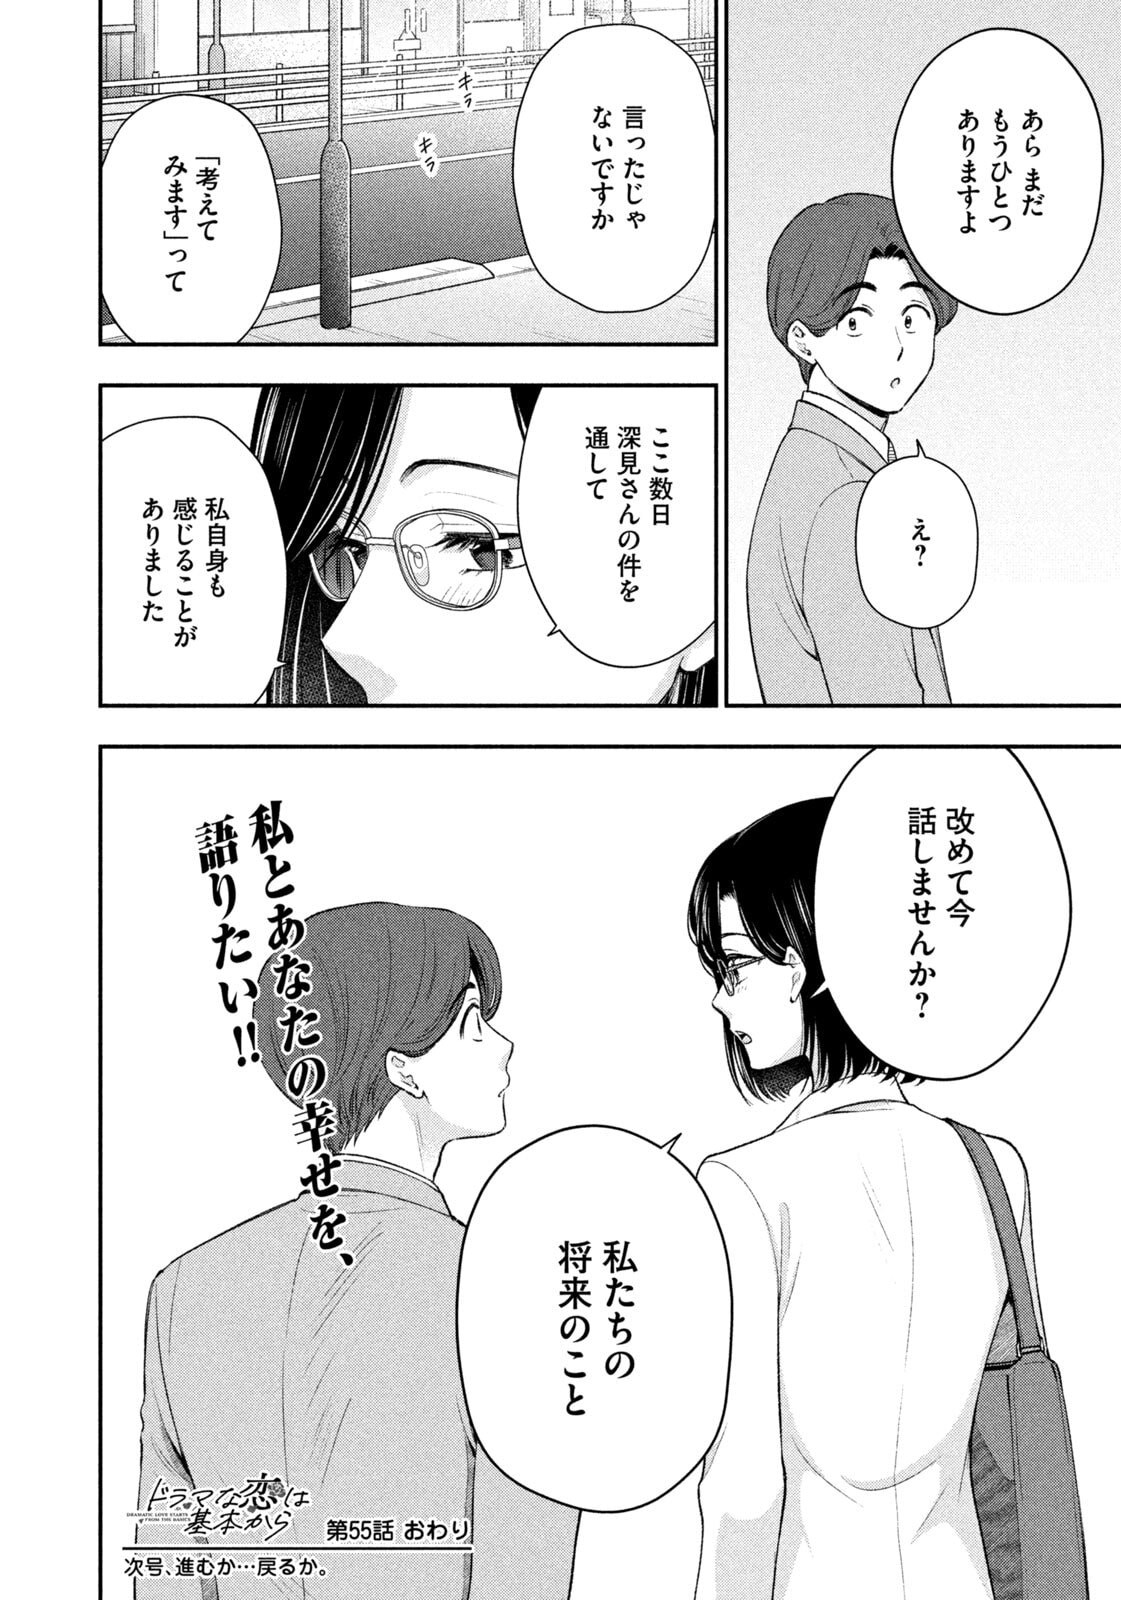 あら まだ
もうひとつ
ありますよ
え?
言ったじゃ
ないですか
キラ
キラ
「考えて
みます」って
ここ数日
深見さんの件を
通して
私自身も
感じることが
ありました
改めて今
話しませんか?
私たちの
将来のこと
私とあなたの幸せを、
語りたい!!
ドラマな恋は
基本から
DRAMATIC LOVE STARTS
FROM THE BASICS
第55話 おわり
次号、進むか…戻るか。